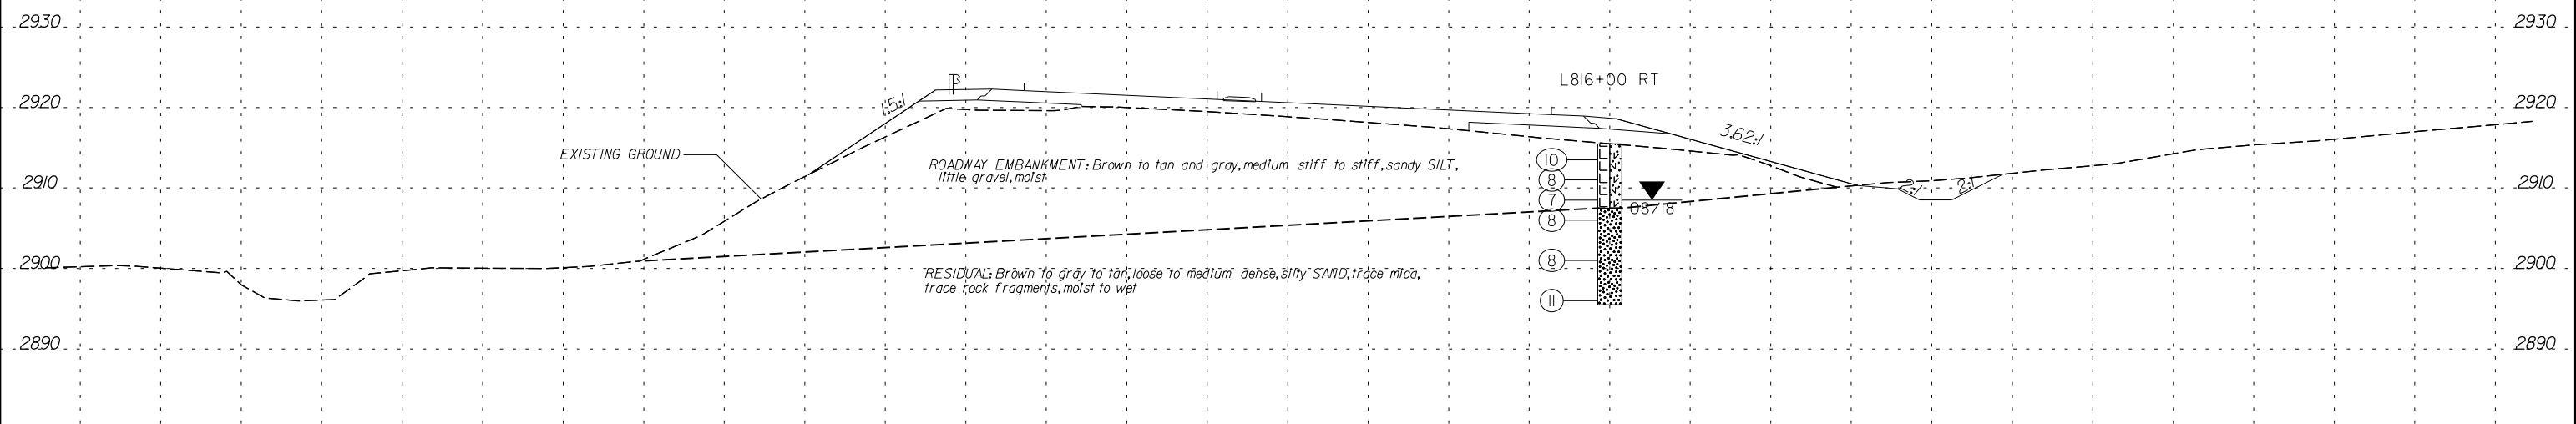 2930 2930
L816+00 RT
2920 1.5:1 2920
3.62:1
EXISTING GROUND
ROADWAY EMBANKMENT: Brown to tan and gray, medium stiff to stiff, sandy SILT,
little gravel, moist
10
8
2910 2:1 2:1 2910
7
08/18
8
8
2900 2900
RESIDUAL: Brown to gray to tan, loose to medium dense, silty SAND, trace mica,
trace rock fragments, moist to wet
11
2890 2890